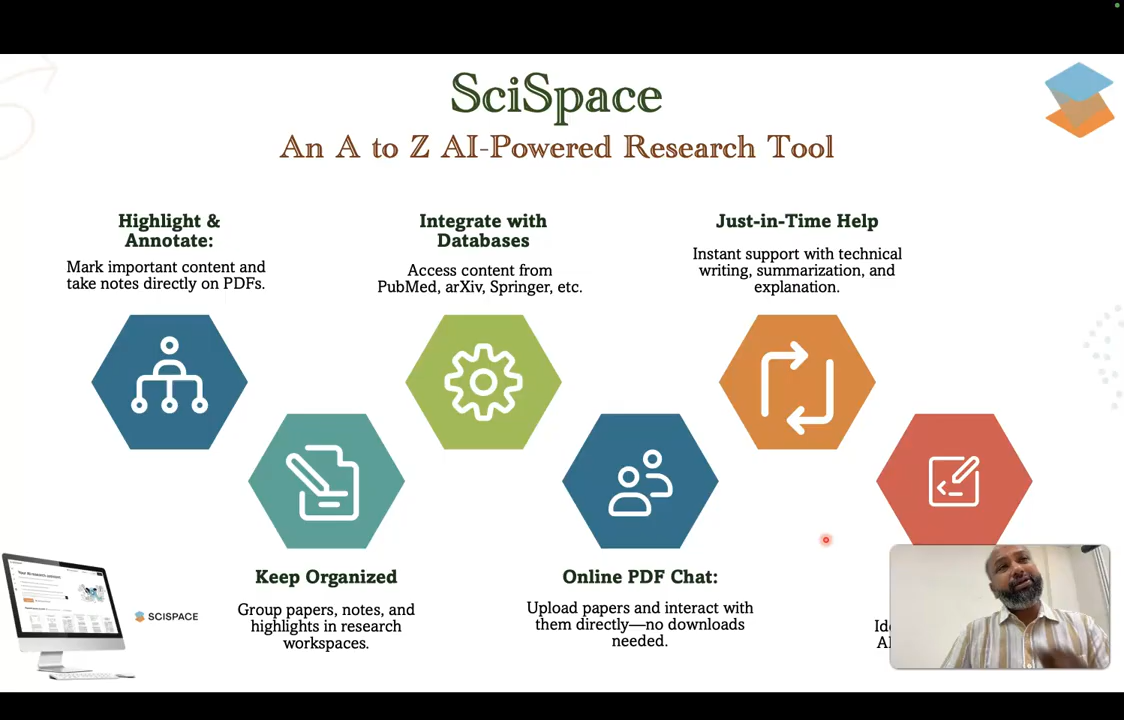 SciSpace
An A to Z AI-Powered Research Tool
Highlight &
Annotate:
Mark important content and
take notes directly on PDFs.
Integrate with
Databases
Access content from
PubMed, arXiv, Springer, etc.
Just-in-Time Help
Instant support with technical
writing, summarization, and
explanation.
Keep Organized
Group papers, notes, and
highlights in research
workspaces.
Online PDF Chat:
Upload papers and interact with
them directly—no downloads
needed.
SCISPACE